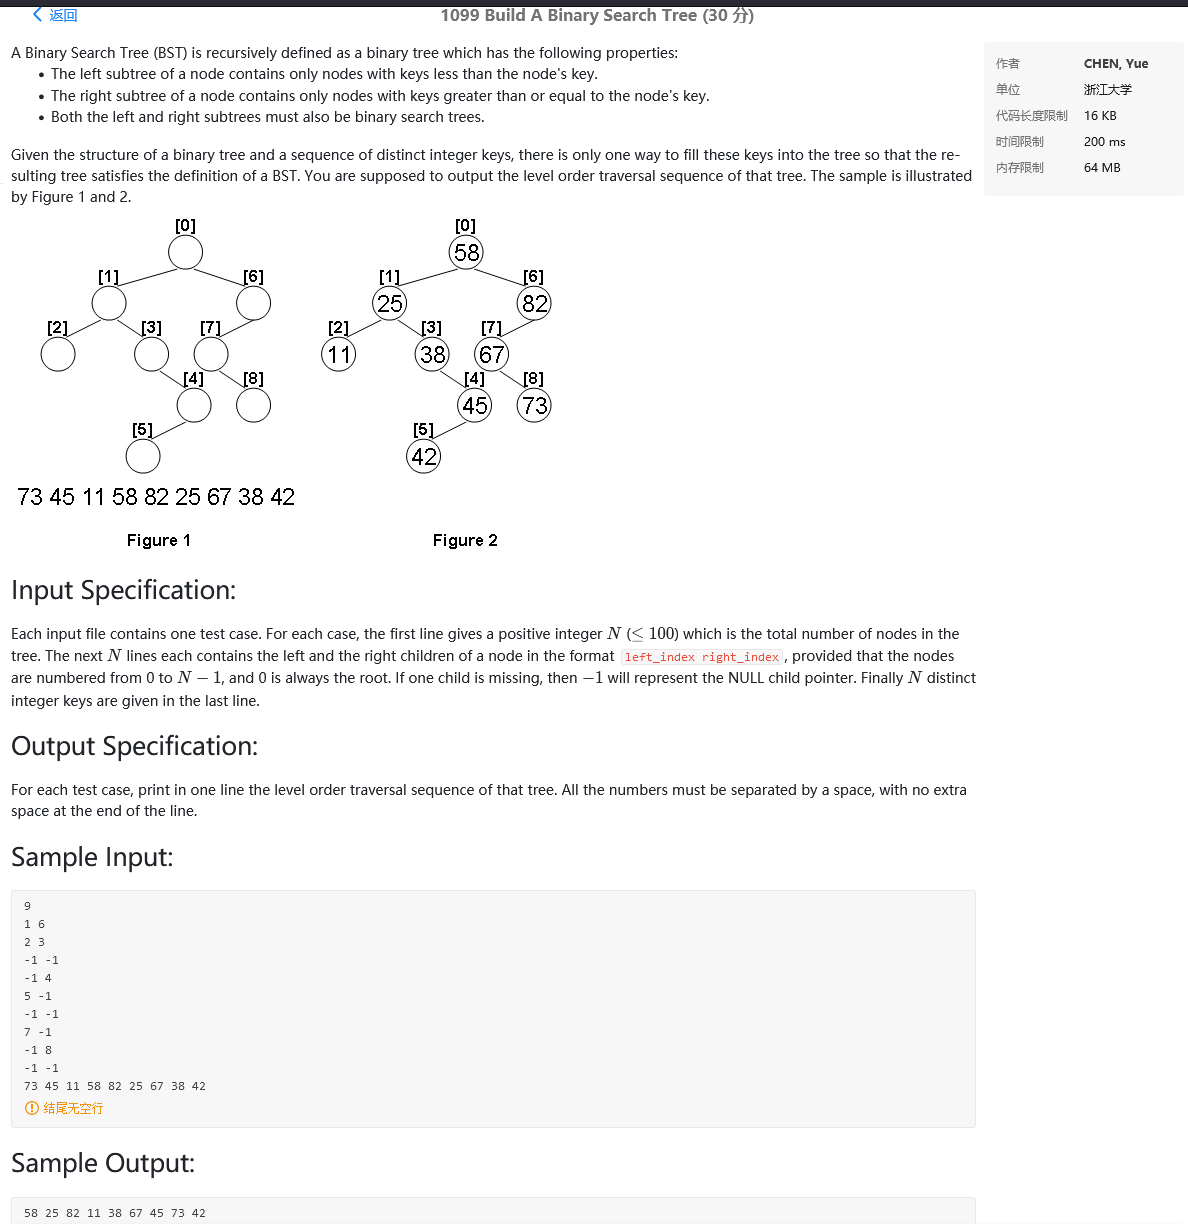 返回
1099 Build A Binary Search Tree (30 分)
A Binary Search Tree (BST) is recursively defined as a binary tree which has the following properties:
• The left subtree of a node contains only nodes with keys less than the node's key.
• The right subtree of a node contains only nodes with keys greater than or equal to the node's key.
• Both the left and right subtrees must also be binary search trees.
Given the structure of a binary tree and a sequence of distinct integer keys, there is only one way to fill these keys into the tree so that the re-
sulting tree satisfies the definition of a BST. You are supposed to output the level order traversal sequence of that tree. The sample is illustrated
by Figure 1 and 2.
作者 CHEN, Yue
单位 浙江大学
代码长度限制 16 KB
时间限制 200 ms
内存限制 64 MB
[0]
[1] [6]
[2] [3] [7]
[4] [8]
[5]
73 45 11 58 82 25 67 38 42
Figure 1
[0]
58
[1] [6]
25 82
[2] [3] [7]
11 38 67
[4] [8]
45 73
[5]
42
Figure 2
Input Specification:
Each input file contains one test case. For each case, the first line gives a positive integer N (≤ 100) which is the total number of nodes in the
tree. The next N lines each contains the left and the right children of a node in the format left_index right_index, provided that the nodes
are numbered from 0 to N − 1, and 0 is always the root. If one child is missing, then −1 will represent the NULL child pointer. Finally N distinct
integer keys are given in the last line.
Output Specification:
For each test case, print in one line the level order traversal sequence of that tree. All the numbers must be separated by a space, with no extra
space at the end of the line.
Sample Input:
9
1 6
2 3
-1 -1
-1 4
5 -1
-1 -1
7 -1
-1 8
-1 -1
73 45 11 58 82 25 67 38 42
结尾无空行
Sample Output:
58 25 82 11 38 67 45 73 42